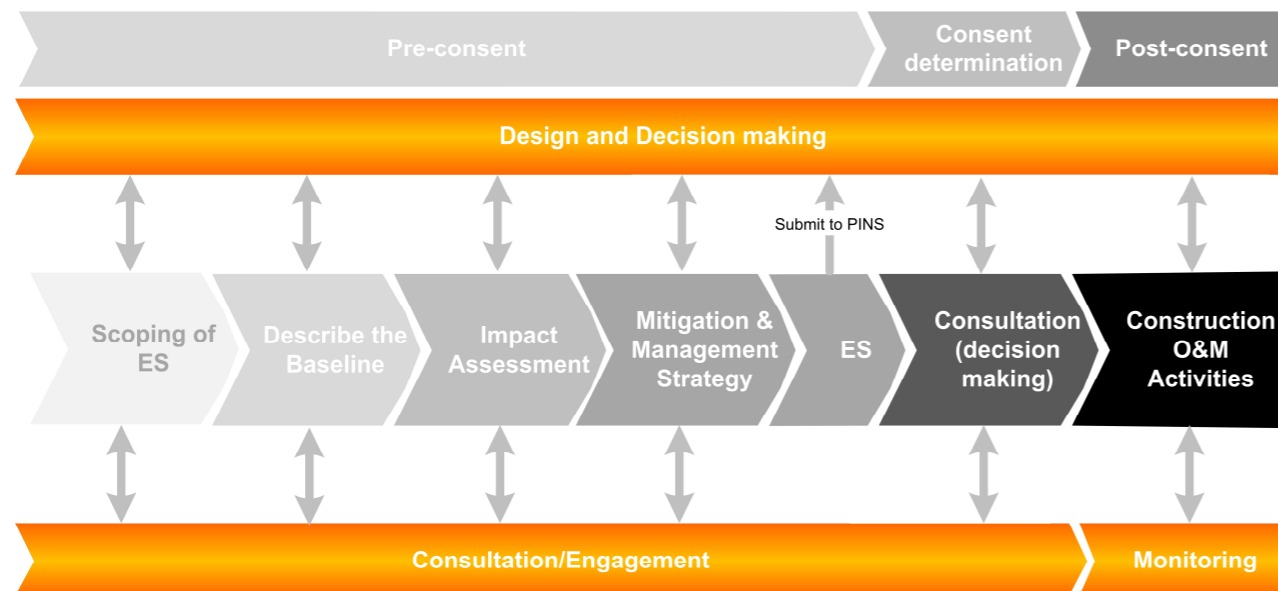 Pre-consent
Consent
determination
Post-consent
Design and Decision making
Submit to PINS
Scoping of
ES
Describe the
Baseline
Impact
Assessment
Mitigation &
Management
Strategy
ES
Consultation
(decision
making)
Construction
O&M
Activities
Consultation/Engagement
Monitoring